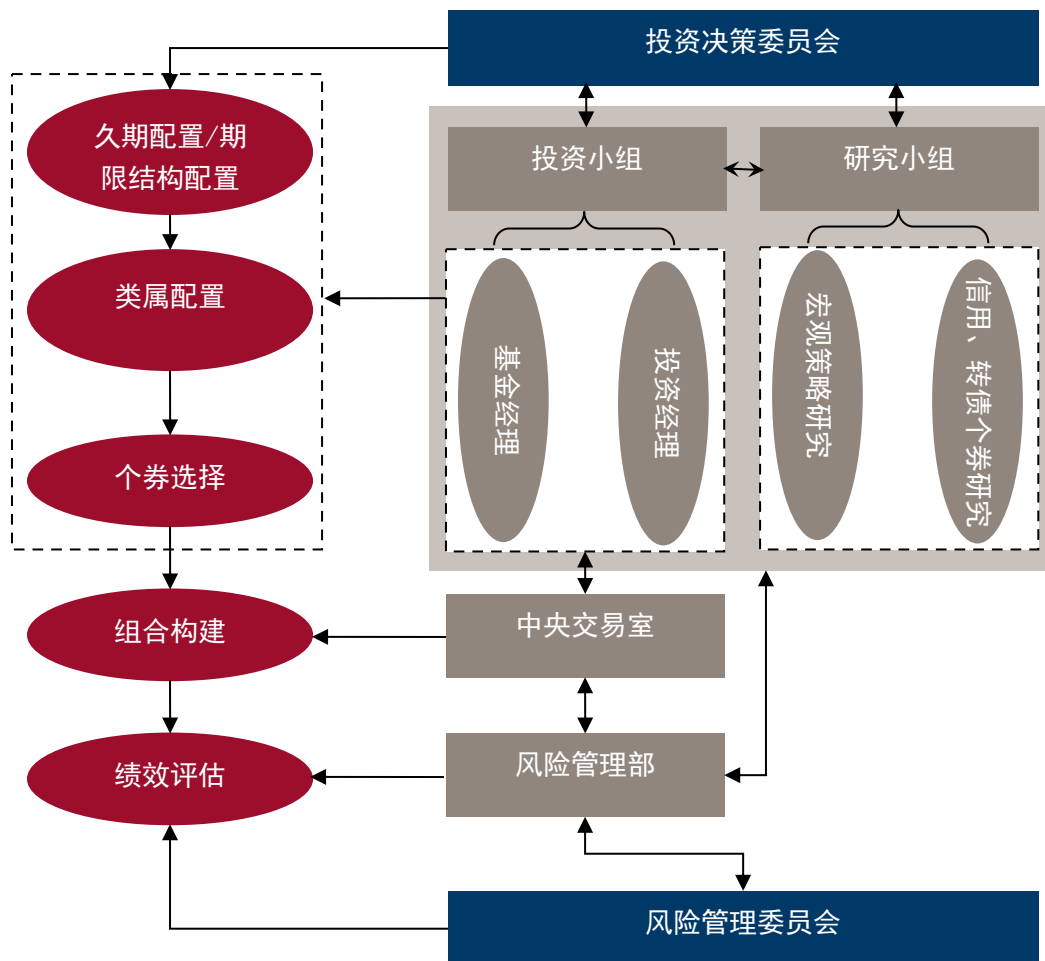 投资决策委员会
久期配置/期
限结构配置
类属配置
个券选择
组合构建
绩效评估
投资小组
研究小组
基金经理
投资经理
宏观策略研究
信用、转债个券研究
中央交易室
风险管理部
风险管理委员会